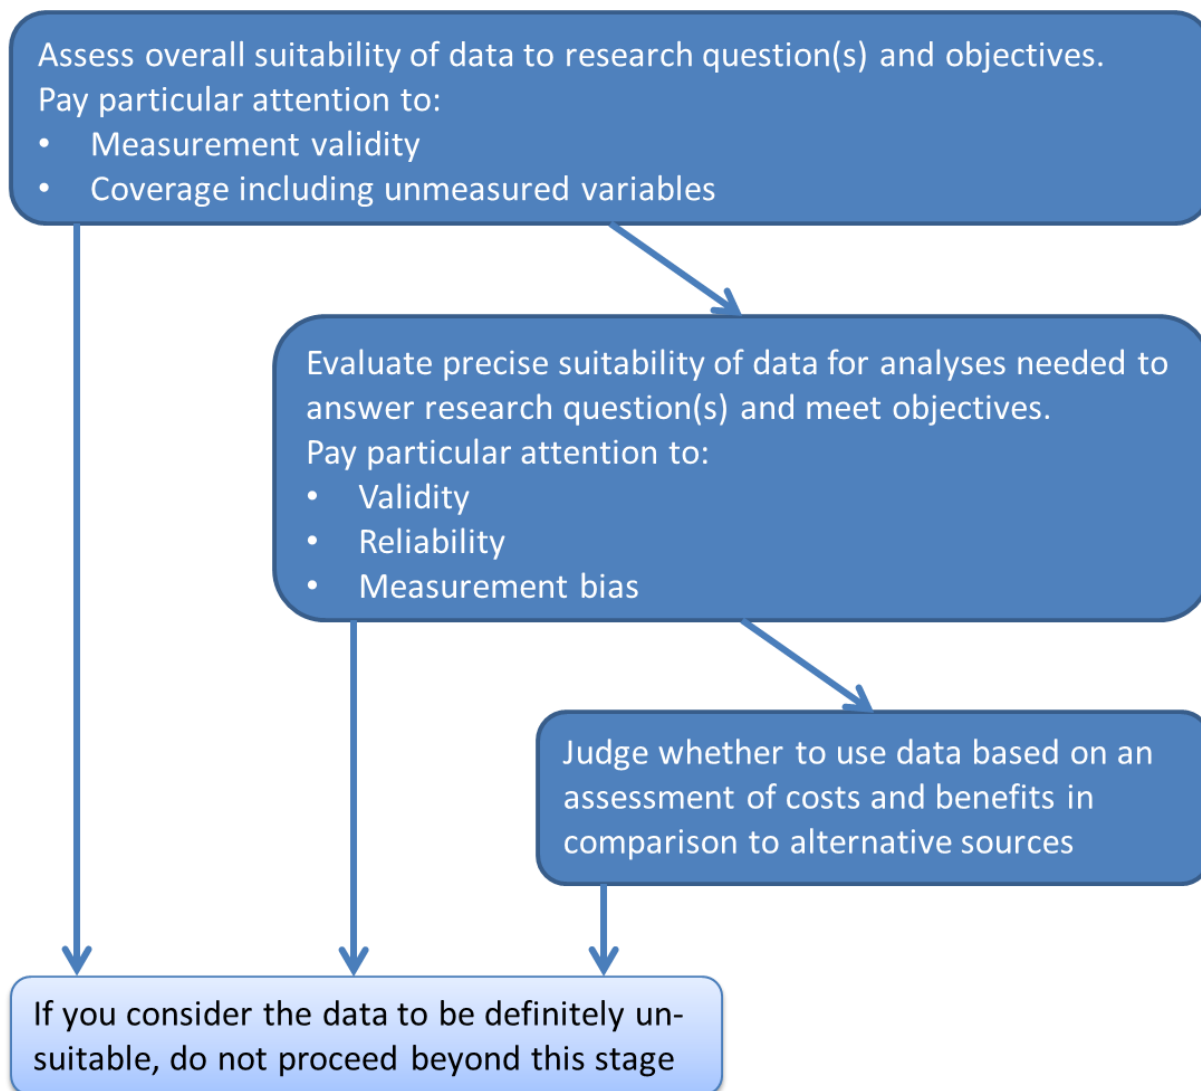 Assess overall suitability of data to research question(s) and objectives.
Pay particular attention to:
• Measurement validity
• Coverage including unmeasured variables
Evaluate precise suitability of data for analyses needed to
answer research question(s) and meet objectives.
Pay particular attention to:
• Validity
• Reliability
• Measurement bias
Judge whether to use data based on an
assessment of costs and benefits in
comparison to alternative sources
If you consider the data to be definitely un-
suitable, do not proceed beyond this stage